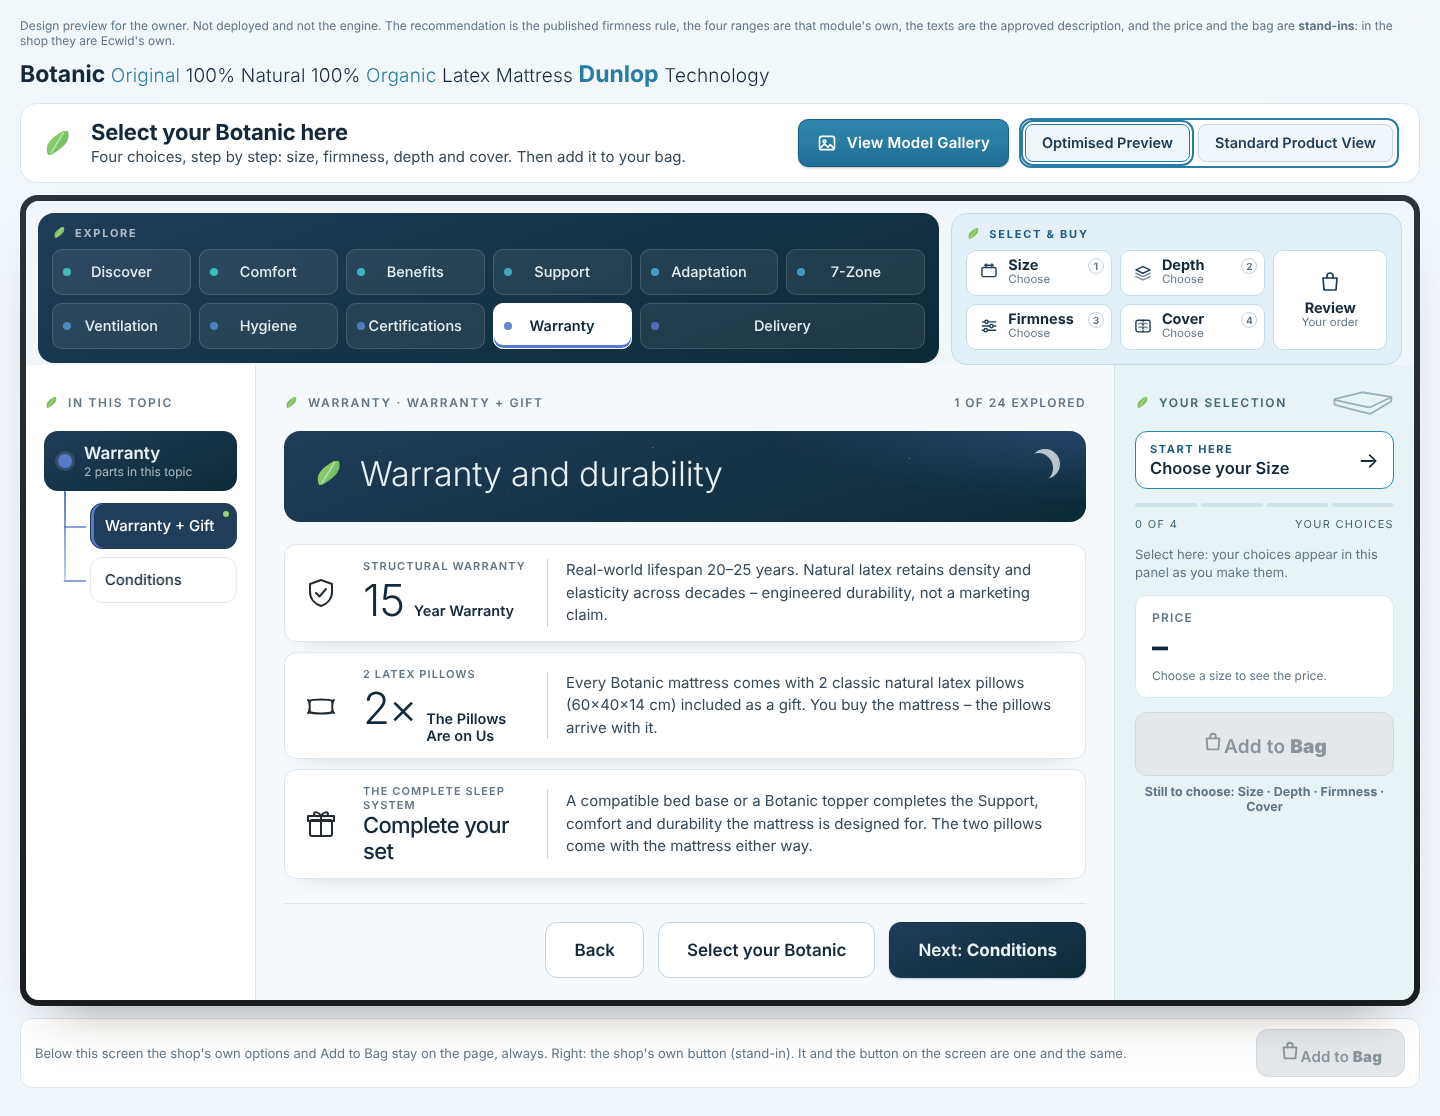 Design preview for the owner. Not deployed and not the engine. The recommendation is the published firmness rule, the four ranges are that module's own, the texts are the approved description, and the price and the bag are stand-ins: in the
shop they are Ecwid's own.
Botanic Original 100% Natural 100% Organic Latex Mattress Dunlop Technology
Select your Botanic here
Four choices, step by step: size, firmness, depth and cover. Then add it to your bag.
View Model Gallery
Optimised Preview
Standard Product View
EXPLORE
Discover
Comfort
Benefits
Support
Adaptation
7-Zone
Ventilation
Hygiene
Certifications
Warranty
Delivery
SELECT & BUY
Size
Choose
1
Depth
Choose
2
Firmness
Choose
3
Cover
Choose
4
Review
Your order
IN THIS TOPIC
Warranty
2 parts in this topic
Warranty + Gift
Conditions
WARRANTY · WARRANTY + GIFT
1 OF 24 EXPLORED
Warranty and durability
STRUCTURAL WARRANTY
15 Year Warranty
Real-world lifespan 20–25 years. Natural latex retains density and
elasticity across decades – engineered durability, not a marketing
claim.
2 LATEX PILLOWS
2× The Pillows
Are on Us
Every Botanic mattress comes with 2 classic natural latex pillows
(60×40×14 cm) included as a gift. You buy the mattress – the pillows
arrive with it.
THE COMPLETE SLEEP
SYSTEM
Complete your
set
A compatible bed base or a Botanic topper completes the Support,
comfort and durability the mattress is designed for. The two pillows
come with the mattress either way.
Back
Select your Botanic
Next: Conditions
YOUR SELECTION
START HERE
Choose your Size
0 OF 4
YOUR CHOICES
Select here: your choices appear in this
panel as you make them.
PRICE
–
Choose a size to see the price.
Add to Bag
Still to choose: Size · Depth · Firmness ·
Cover
Below this screen the shop's own options and Add to Bag stay on the page, always. Right: the shop's own button (stand-in). It and the button on the screen are one and the same.
Add to Bag